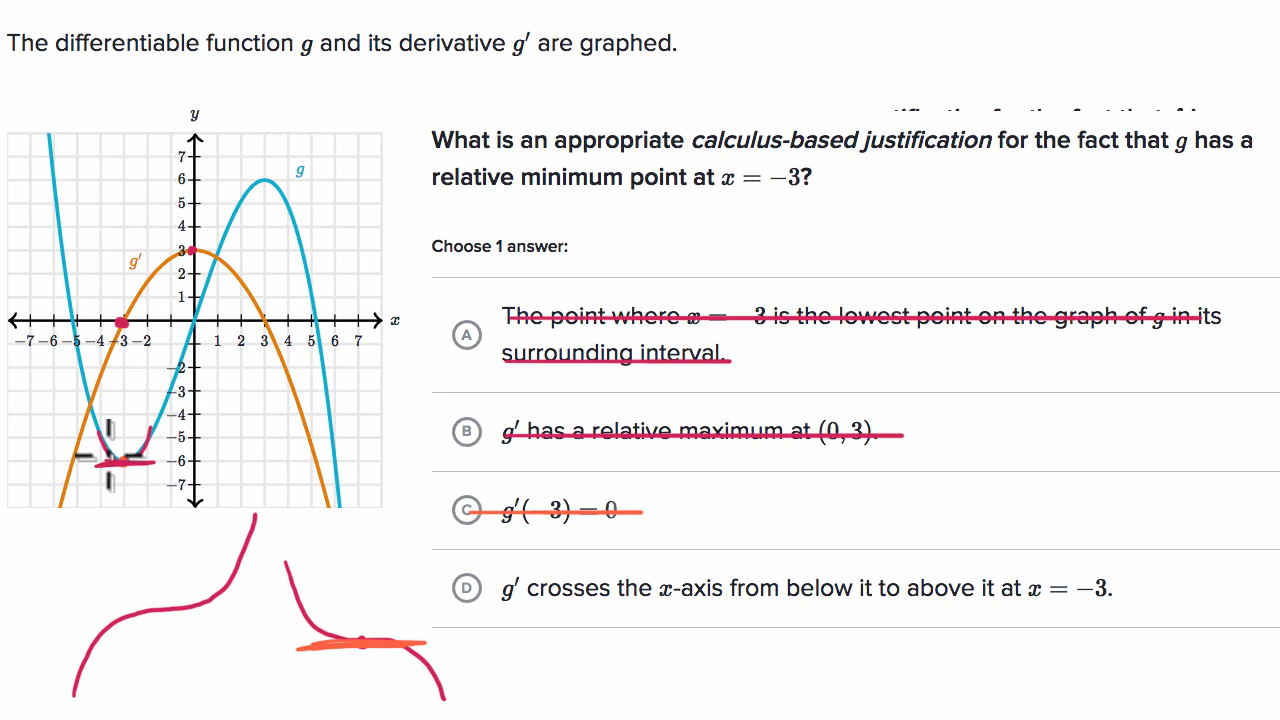 The differentiable function g and its derivative g′ are graphed.
What is an appropriate calculus-based justification for the fact that g has a
relative minimum point at x = −3?
Choose 1 answer:
A
The point where x = 3 is the lowest point on the graph of g in its
surrounding interval.
B
g′ has a relative maximum at (0, 3).
C
g′( 3) = 0
D
g′ crosses the x-axis from below it to above it at x = −3.
y
7
6
g
5
4
3
g′
2
1
x
−7 −6 −5 −4 −3 −2 1 2 3 4 5 6 7
−2
−3
−4
−5
−6
−7